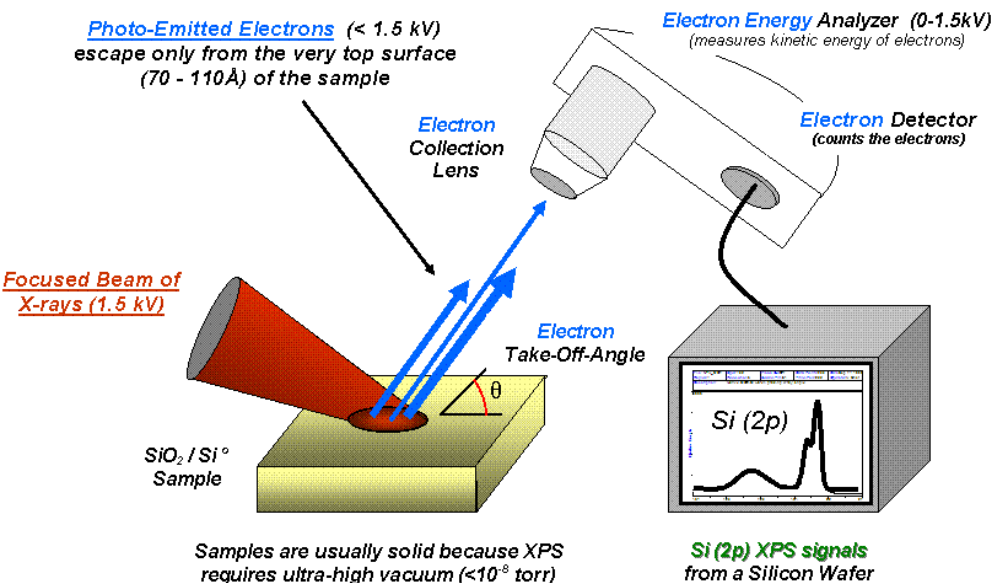 Photo-Emitted Electrons (< 1.5 kV)
escape only from the very top surface
(70 - 110Å) of the sample
Electron Energy Analyzer (0-1.5kV)
(measures kinetic energy of electrons)
Electron
Collection
Lens
Electron Detector
(counts the electrons)
Focused Beam of
X-rays (1.5 kV)
Electron
Take-Off-Angle
θ
SiO₂ / Si°
Sample
Si (2p)
Samples are usually solid because XPS
requires ultra-high vacuum (<10⁻⁸ torr)
Si (2p) XPS signals
from a Silicon Wafer